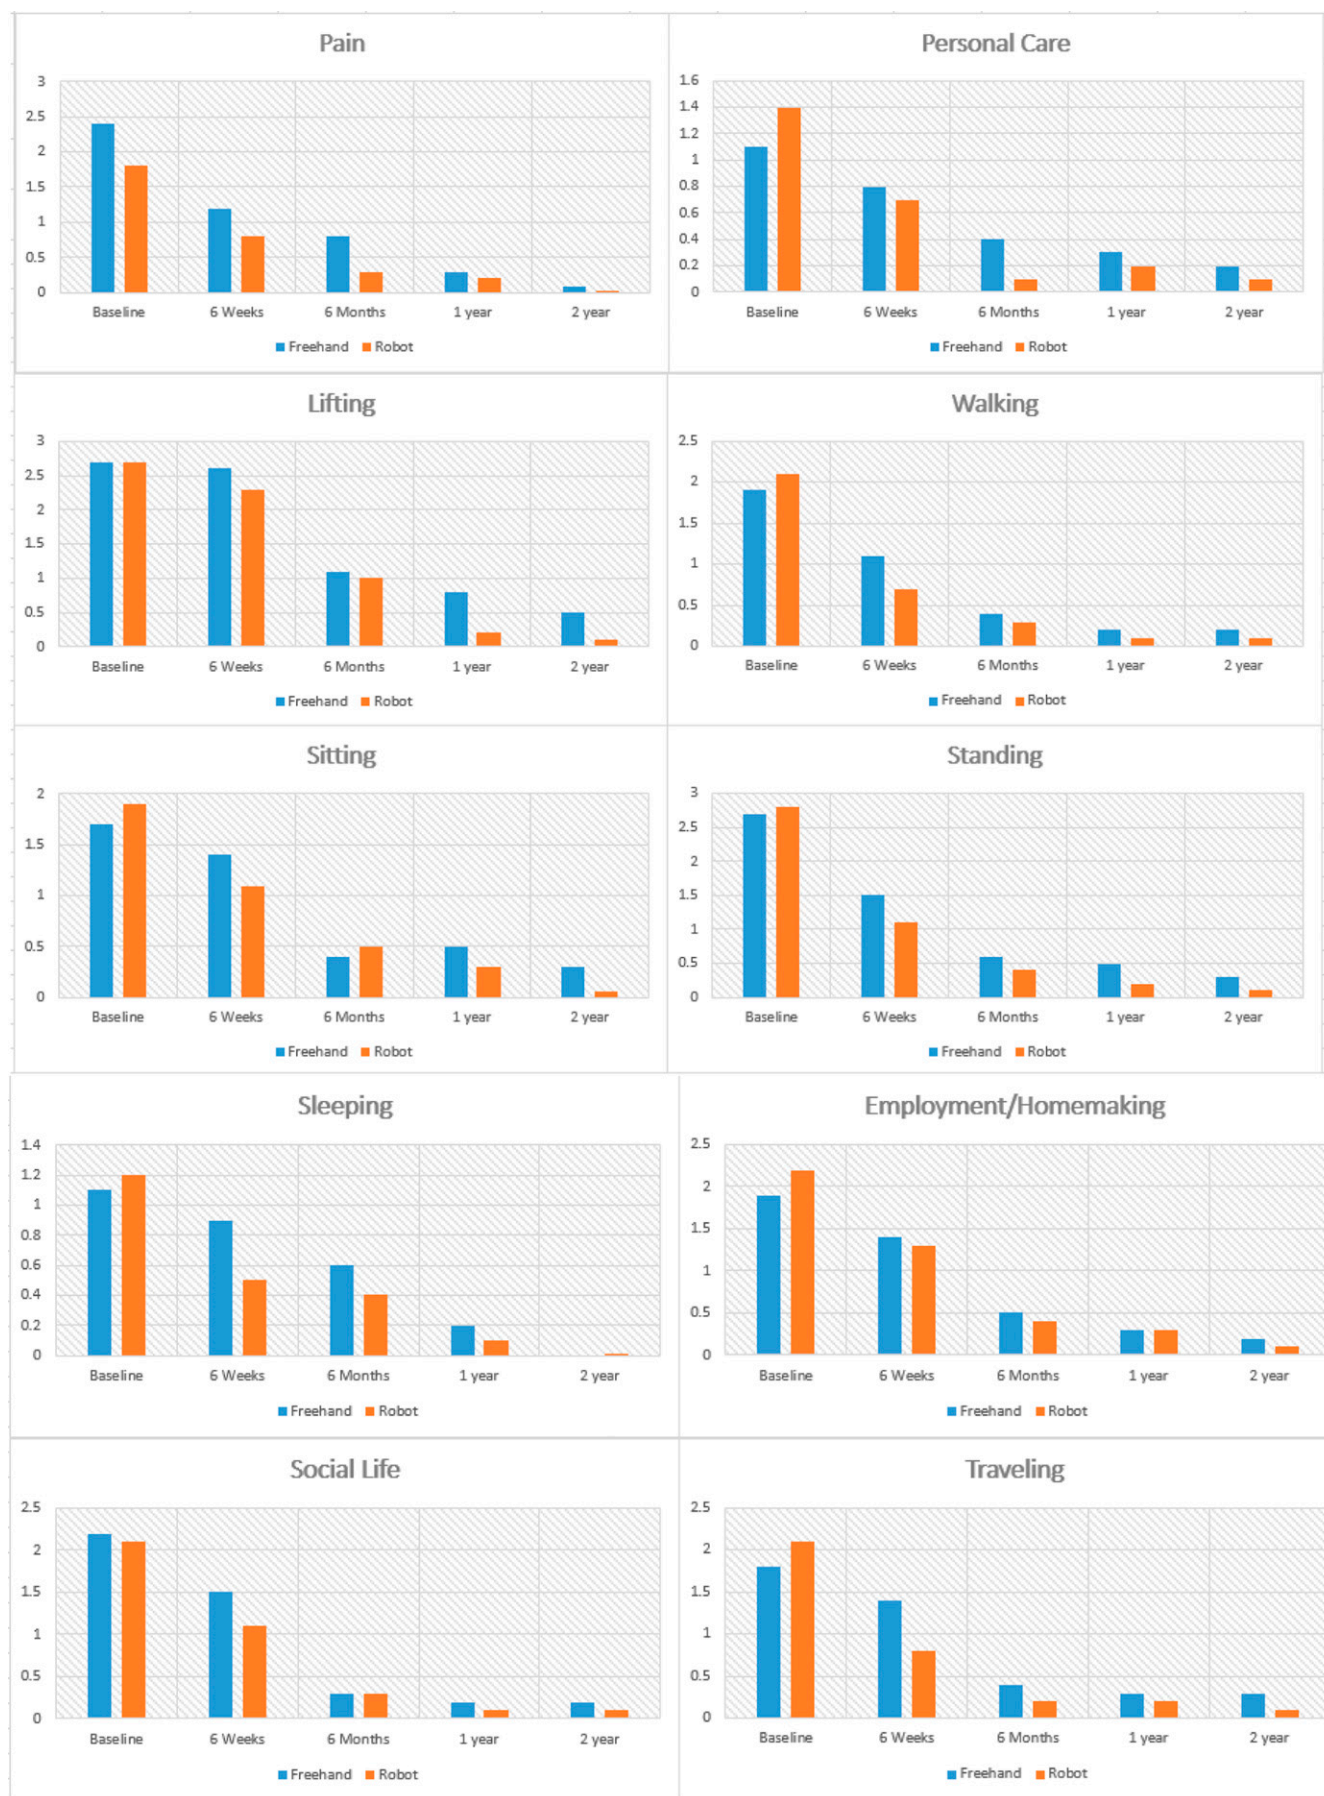 Pain
3
2.5
2
1.5
1
0.5
0
Baseline 6 Weeks 6 Months 1 year 2 year
Freehand Robot
Personal Care
1.6
1.4
1.2
1
0.8
0.6
0.4
0.2
0
Baseline 6 Weeks 6 Months 1 year 2 year
Freehand Robot
Lifting
3
2.5
2
1.5
1
0.5
0
Baseline 6 Weeks 6 Months 1 year 2 year
Freehand Robot
Walking
2.5
2
1.5
1
0.5
0
Baseline 6 Weeks 6 Months 1 year 2 year
Freehand Robot
Sitting
2
1.5
1
0.5
0
Baseline 6 Weeks 6 Months 1 year 2 year
Freehand Robot
Standing
3
2.5
2
1.5
1
0.5
0
Baseline 6 Weeks 6 Months 1 year 2 year
Freehand Robot
Sleeping
1.4
1.2
1
0.8
0.6
0.4
0.2
0
Baseline 6 Weeks 6 Months 1 year 2 year
Freehand Robot
Employment/Homemaking
2.5
2
1.5
1
0.5
0
Baseline 6 Weeks 6 Months 1 year 2 year
Freehand Robot
Social Life
2.5
2
1.5
1
0.5
0
Baseline 6 Weeks 6 Months 1 year 2 year
Freehand Robot
Traveling
2.5
2
1.5
1
0.5
0
Baseline 6 Weeks 6 Months 1 year 2 year
Freehand Robot